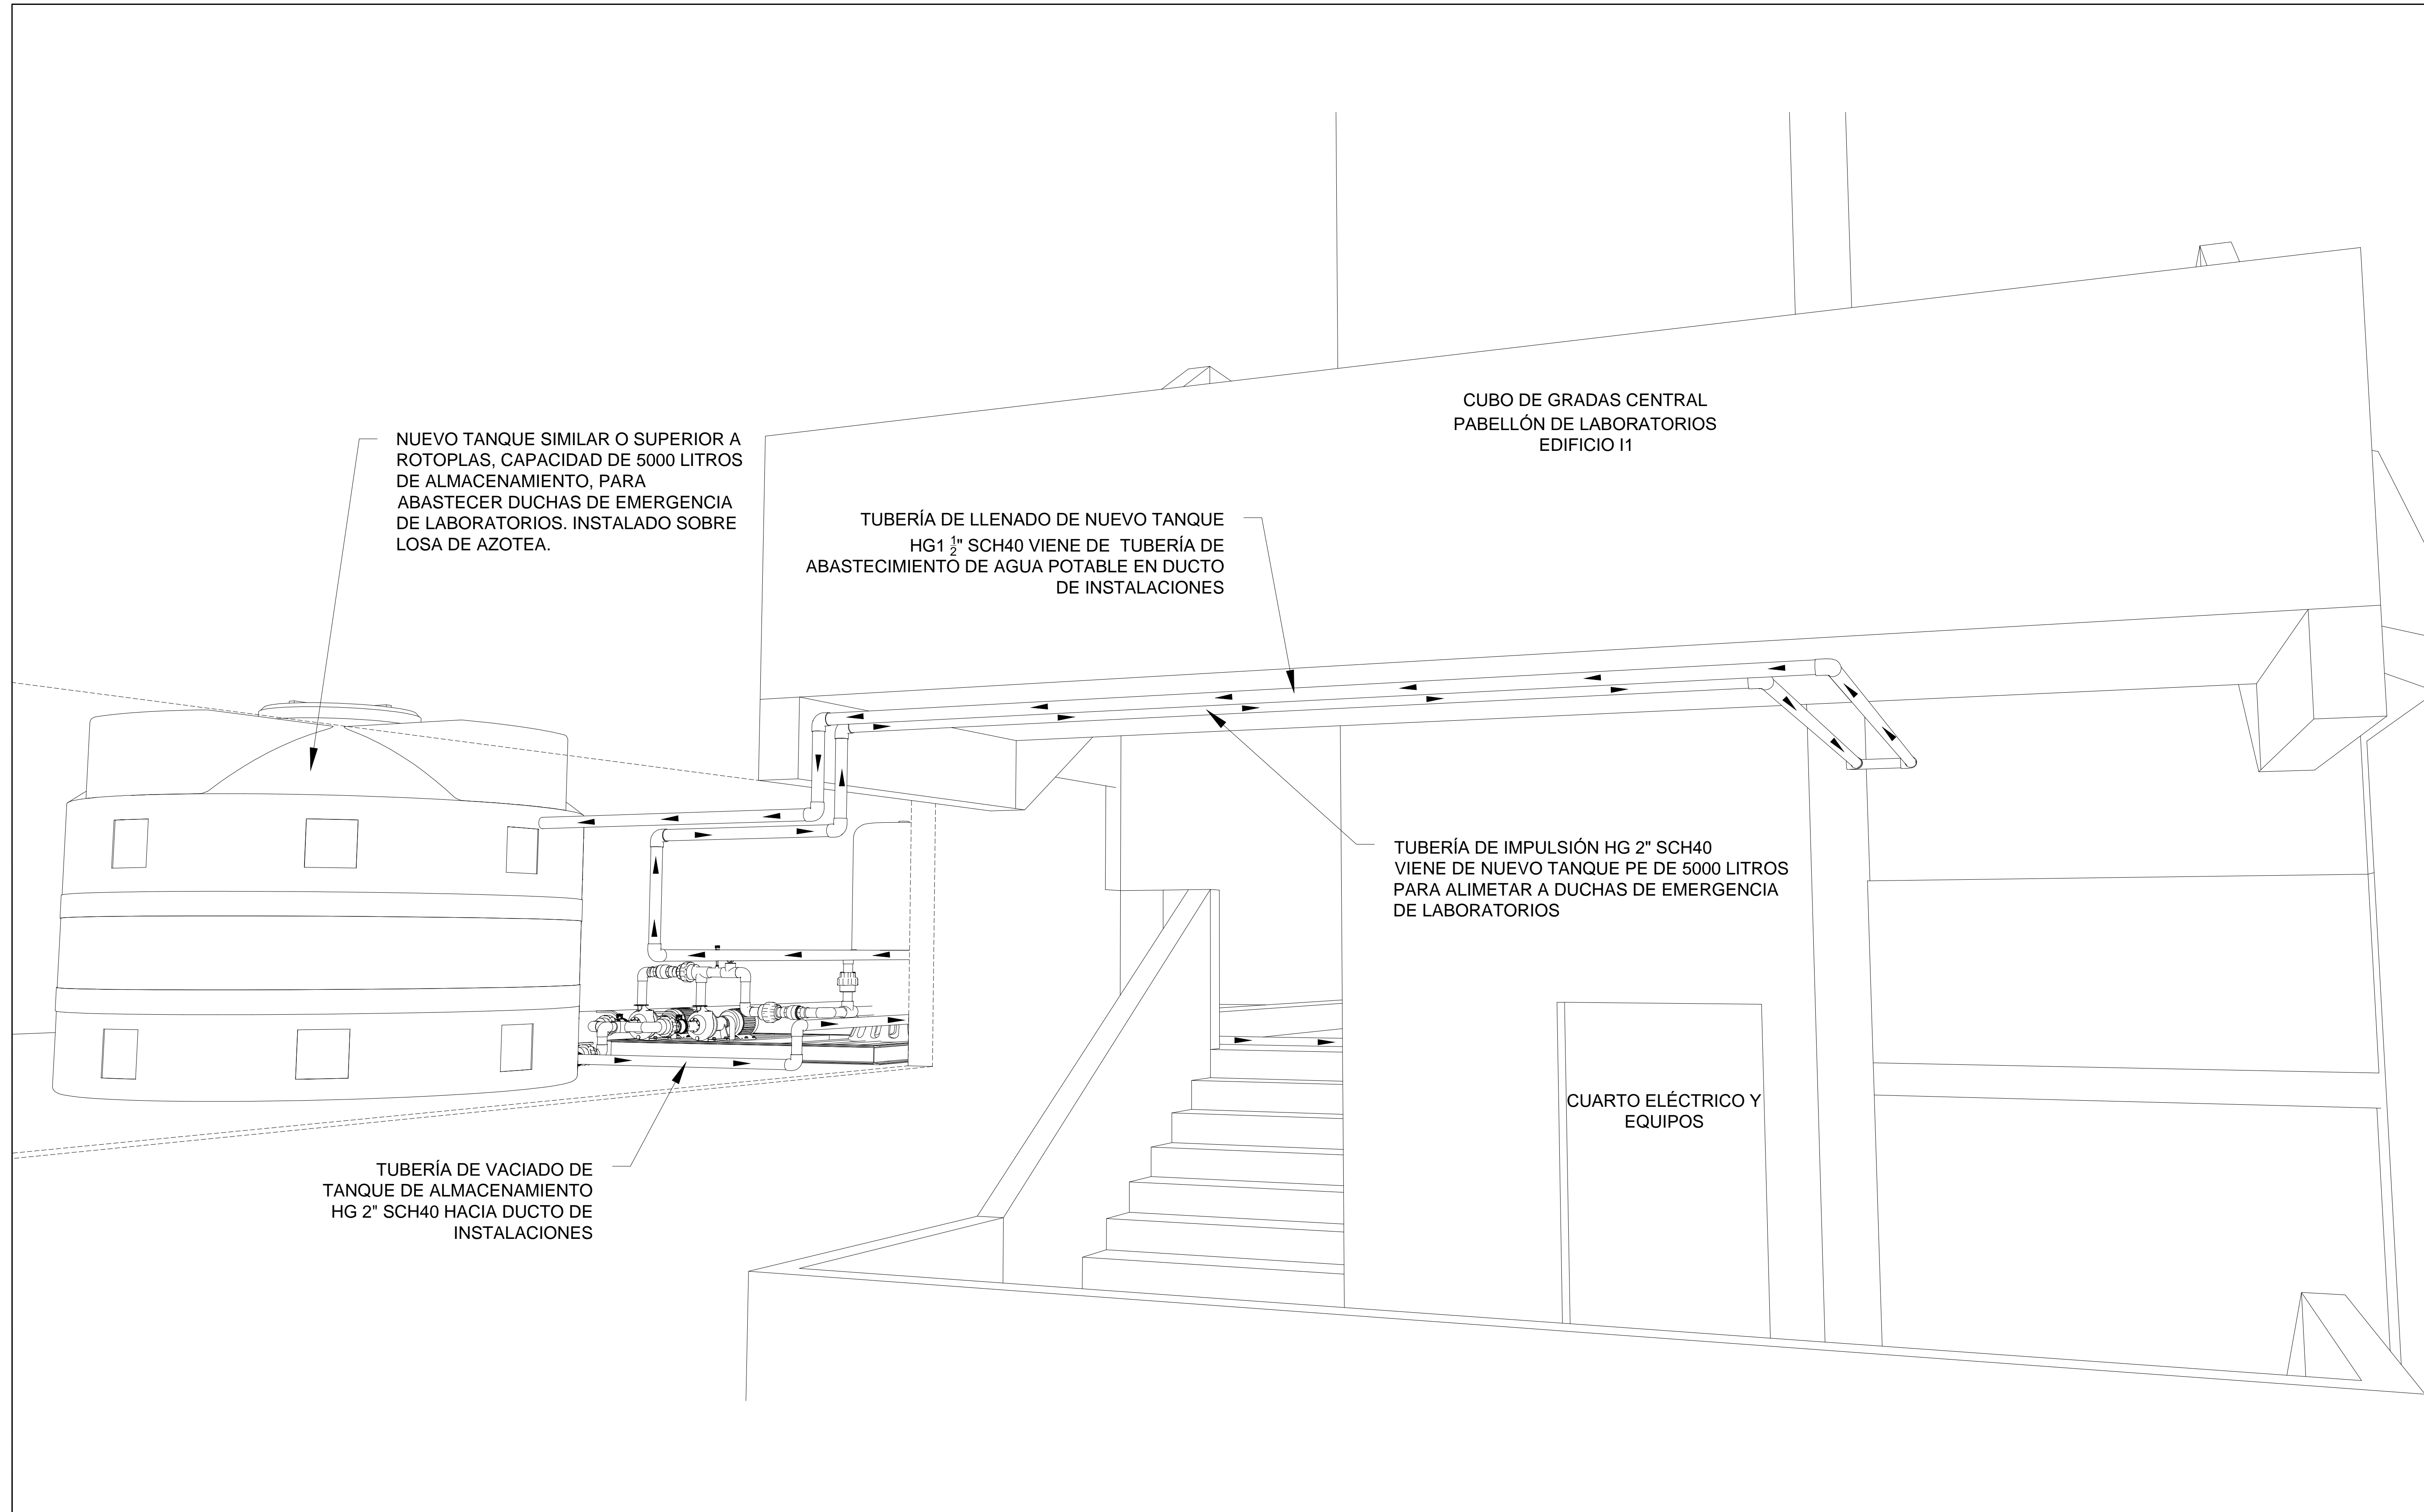 CUBO DE GRADAS CENTRAL
PABELLÓN DE LABORATORIOS
EDIFICIO I1
NUEVO TANQUE SIMILAR O SUPERIOR A
ROTOPLAS, CAPACIDAD DE 5000 LITROS
DE ALMACENAMIENTO, PARA
ABASTECER DUCHAS DE EMERGENCIA
DE LABORATORIOS. INSTALADO SOBRE
LOSA DE AZOTEA.
TUBERÍA DE LLENADO DE NUEVO TANQUE
HG1 1/2" SCH40 VIENE DE TUBERÍA DE
ABASTECIMIENTO DE AGUA POTABLE EN DUCTO
DE INSTALACIONES
TUBERÍA DE IMPULSIÓN HG 2" SCH40
VIENE DE NUEVO TANQUE PE DE 5000 LITROS
PARA ALIMETAR A DUCHAS DE EMERGENCIA
DE LABORATORIOS
CUARTO ELÉCTRICO Y
EQUIPOS
TUBERÍA DE VACIADO DE
TANQUE DE ALMACENAMIENTO
HG 2" SCH40 HACIA DUCTO DE
INSTALACIONES